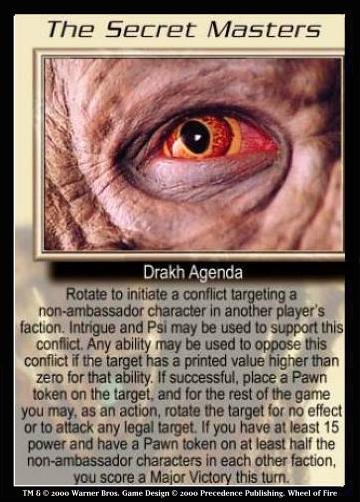 The Secret Masters
Drakh Agenda
Rotate to initiate a conflict targeting a
non-ambassador character in another player's
faction. Intrigue and Psi may be used to support this
conflict. Any ability may be used to oppose this
conflict if the target has a printed value higher than
zero for that ability. If successful, place a Pawn
token on the target, and for the rest of the game
you may, as an action, rotate the target for no effect
or to attack any legal target. If you have at least 15
power and have a Pawn token on at least half the
non-ambassador characters in each other faction,
you score a Major Victory this turn.
TM & © 2000 Warner Bros. Game Design © 2000 Precedence Publishing. Wheel of Fire